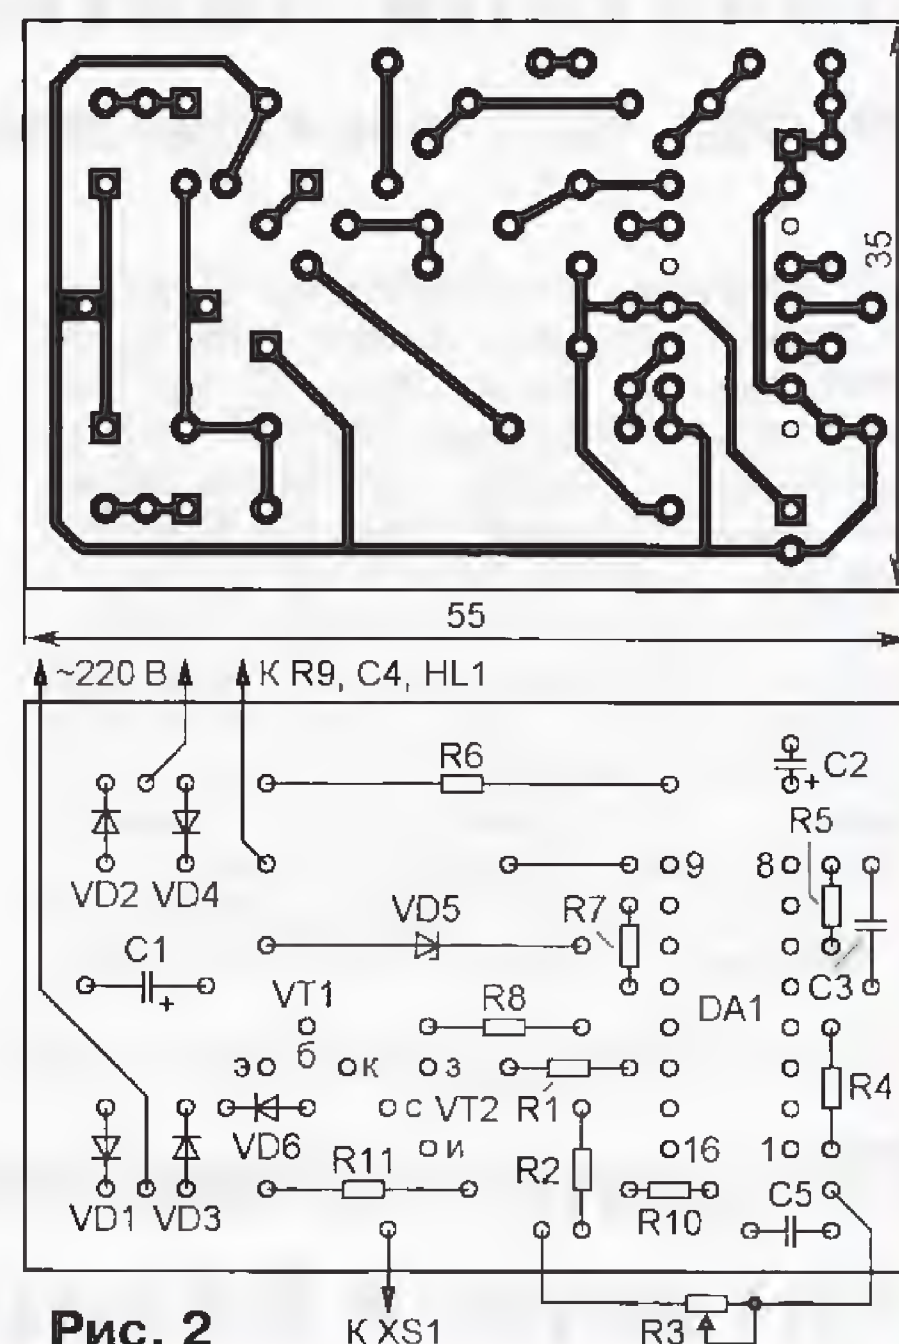 35
55
~220 В
К R9, C4, HL1
R6
C2
R5
VD2 VD4
9
8
VD5
R7
C1
VT1
R8
DA1
C3
б
Э
К
З
R1
R4
С
VT2
VD6
И
16
1
R11
R2
VD1 VD3
R10
C5
Рис. 2
К XS1
R3